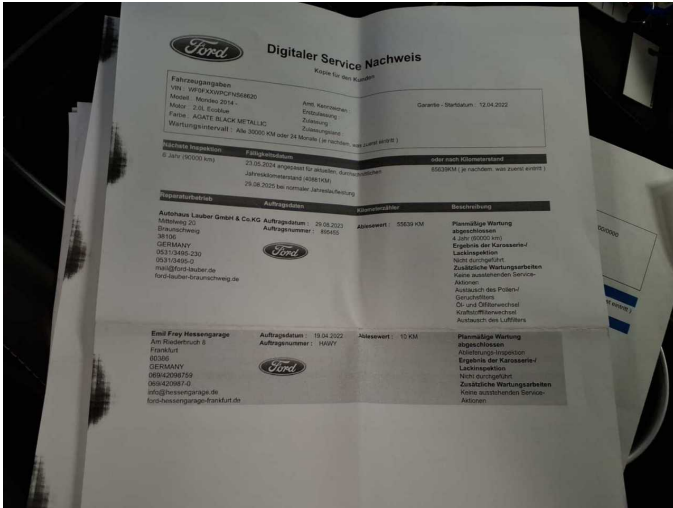 Ford
Digitaler Service Nachweis
Kopie für den Kunden
Fahrzeugangaben
VIN :
Modell : Mondeo 2014 -
Motor : 2.0L Ecoblue
Farbe : AGATE BLACK METALLIC
Wartungsintervall : Alle 30000 KM oder 24 Monate ( je nachdem, was zuerst eintritt )
Amtl. Kennzeichen :
Erstzulassung :
Zulassung :
Zulassungsland :
Garantie - Startdatum : 13.04.2022
Nächste Inspektion
Fälligkeitsdatum
oder nach Kilometerstand
6 Jahr (90000 km)
23.05.2024 angepasst für aktuellen, durchschnittlichen
Jahreskilometerstand (40861KM)
29.08.2025 bei normaler Jahreslaufleistung.
85639KM ( je nachdem, was zuerst eintritt )
Reparaturbetrieb
Auftragsdaten
Kilometerzähler
Beschreibung
Autohaus Lauber GmbH & Co.KG
Mittelweg 20
Braunschweig
38106
GERMANY
0531/3495-230
0531/3495-0
mail@ford-lauber.de
ford-lauber-braunschweig.de
Auftragsdatum : 29.08.2023
Auftragsnummer :
Ford
Ablesewert : 55639 KM
Planmäßige Wartung
abgeschlossen
4 Jahr (60000 km)
Ergebnis der Karosserie-/
Lackinspektion
Nicht durchgeführt
Zusätzliche Wartungsarbeiten
Keine ausstehenden Service-
Aktionen
Austausch des Pollen-/
Geruchsfilters
Öl- und Ölfilterwechsel
Kraftstofffilterwechsel
Austausch des Luftfilters
Emil Frey Hessengarage
Am Riederbruch 8
Frankfurt
60386
GERMANY
069/42098759
069/420987-0
info@hessengarage.de
ford-hessengarage-frankfurt.de
Auftragsdatum : 19.04.2022
Auftragsnummer : HAWY
Ford
Ablesewert : 10 KM
Planmäßige Wartung
abgeschlossen
Ablieferungs-Inspektion
Ergebnis der Karosserie-/
Lackinspektion
Nicht durchgeführt
Zusätzliche Wartungsarbeiten
Keine ausstehenden Service-
Aktionen